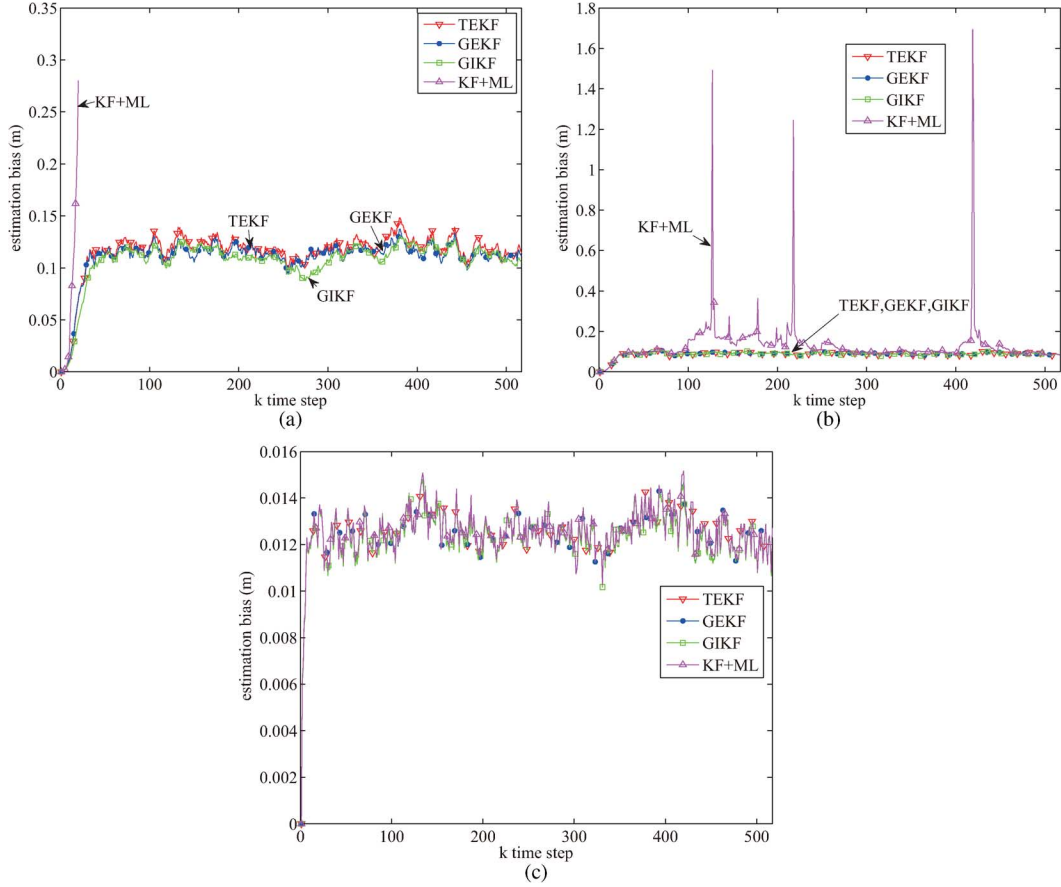 0.35
0.3
0.25
0.2
0.15
0.1
0.05
0
estimation bias (m)
TEKF
GEKF
GIKF
KF+ML
KF+ML
TEKF
GEKF
GIKF
0 100 200 300 400 500
k time step
(a)
1.8
1.6
1.4
1.2
1.0
0.8
0.6
0.4
0.2
0
estimation bias (m)
TEKF
GEKF
GIKF
KF+ML
KF+ML
TEKF,GEKF,GIKF
0 100 200 300 400 500
k time step
(b)
0.016
0.014
0.012
0.01
0.008
0.006
0.004
0.002
0
estimation bias (m)
TEKF
GEKF
GIKF
KF+ML
0 100 200 300 400 500
k time step
(c)